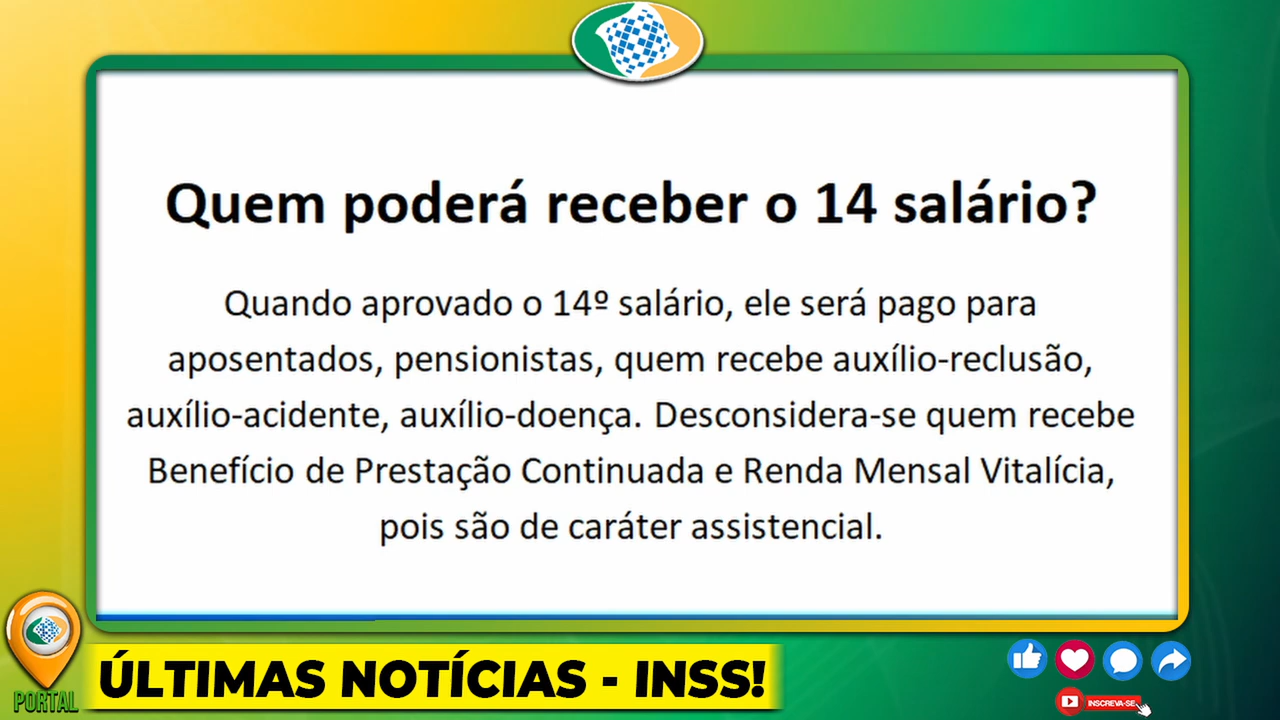 Quem poderá receber o 14 salário?
Quando aprovado o 14º salário, ele será pago para
aposentados, pensionistas, quem recebe auxílio-reclusão,
auxílio-acidente, auxílio-doença. Desconsidera-se quem recebe
Benefício de Prestação Continuada e Renda Mensal Vitalícia,
pois são de caráter assistencial.
PORTAL
ÚLTIMAS NOTÍCIAS - INSS!
INSCREVA-SE